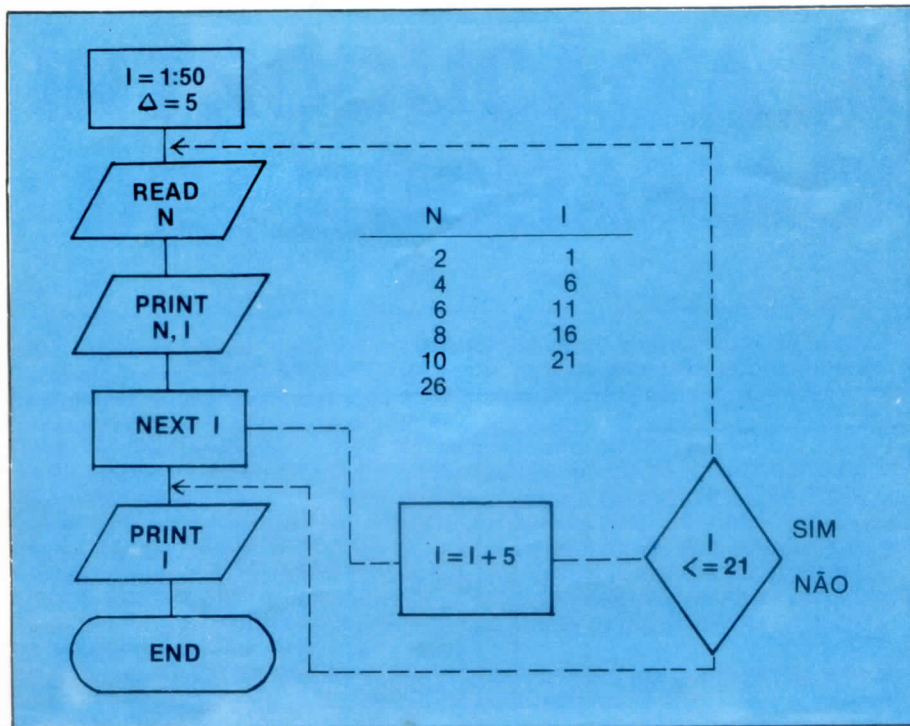 I = 1:50
Δ = 5
READ
N
PRINT
N, I
NEXT I
PRINT
I
END
N I
2 1
4 6
6 11
8 16
10 21
26
I = I + 5
I
<= 21
SIM
NÃO